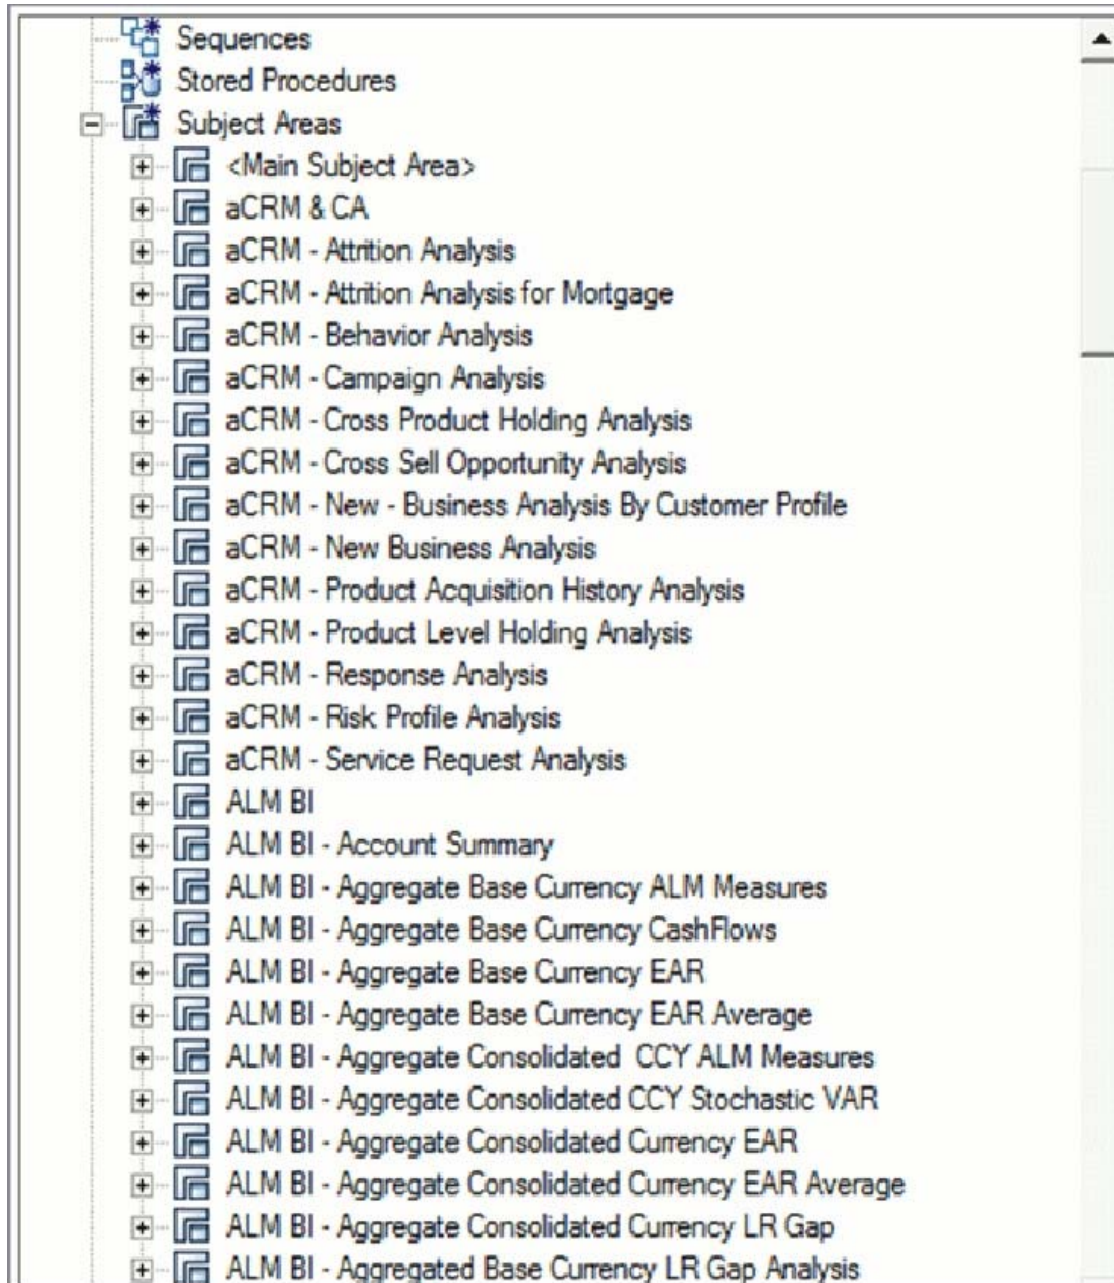 Sequences
Stored Procedures
Subject Areas
<Main Subject Area>
aCRM & CA
aCRM - Attrition Analysis
aCRM - Attrition Analysis for Mortgage
aCRM - Behavior Analysis
aCRM - Campaign Analysis
aCRM - Cross Product Holding Analysis
aCRM - Cross Sell Opportunity Analysis
aCRM - New - Business Analysis By Customer Profile
aCRM - New Business Analysis
aCRM - Product Acquisition History Analysis
aCRM - Product Level Holding Analysis
aCRM - Response Analysis
aCRM - Risk Profile Analysis
aCRM - Service Request Analysis
ALM BI
ALM BI - Account Summary
ALM BI - Aggregate Base Currency ALM Measures
ALM BI - Aggregate Base Currency CashFlows
ALM BI - Aggregate Base Currency EAR
ALM BI - Aggregate Base Currency EAR Average
ALM BI - Aggregate Consolidated  CCY ALM Measures
ALM BI - Aggregate Consolidated CCY Stochastic VAR
ALM BI - Aggregate Consolidated Currency EAR
ALM BI - Aggregate Consolidated Currency EAR Average
ALM BI - Aggregate Consolidated Currency LR Gap
ALM BI - Aggregated Base Currency LR Gap Analysis